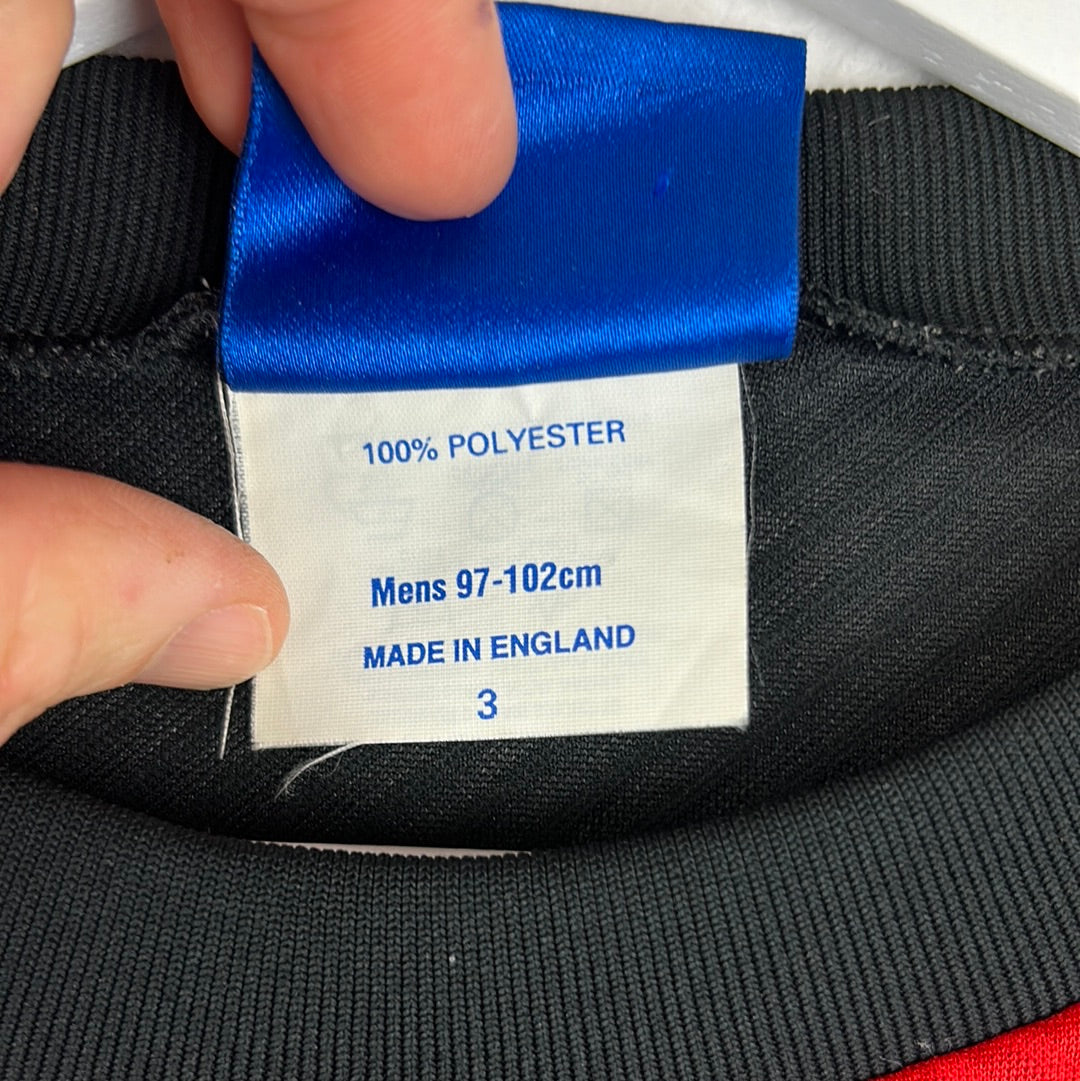 100% POLYESTER
Mens 97-102cm
MADE IN ENGLAND
3